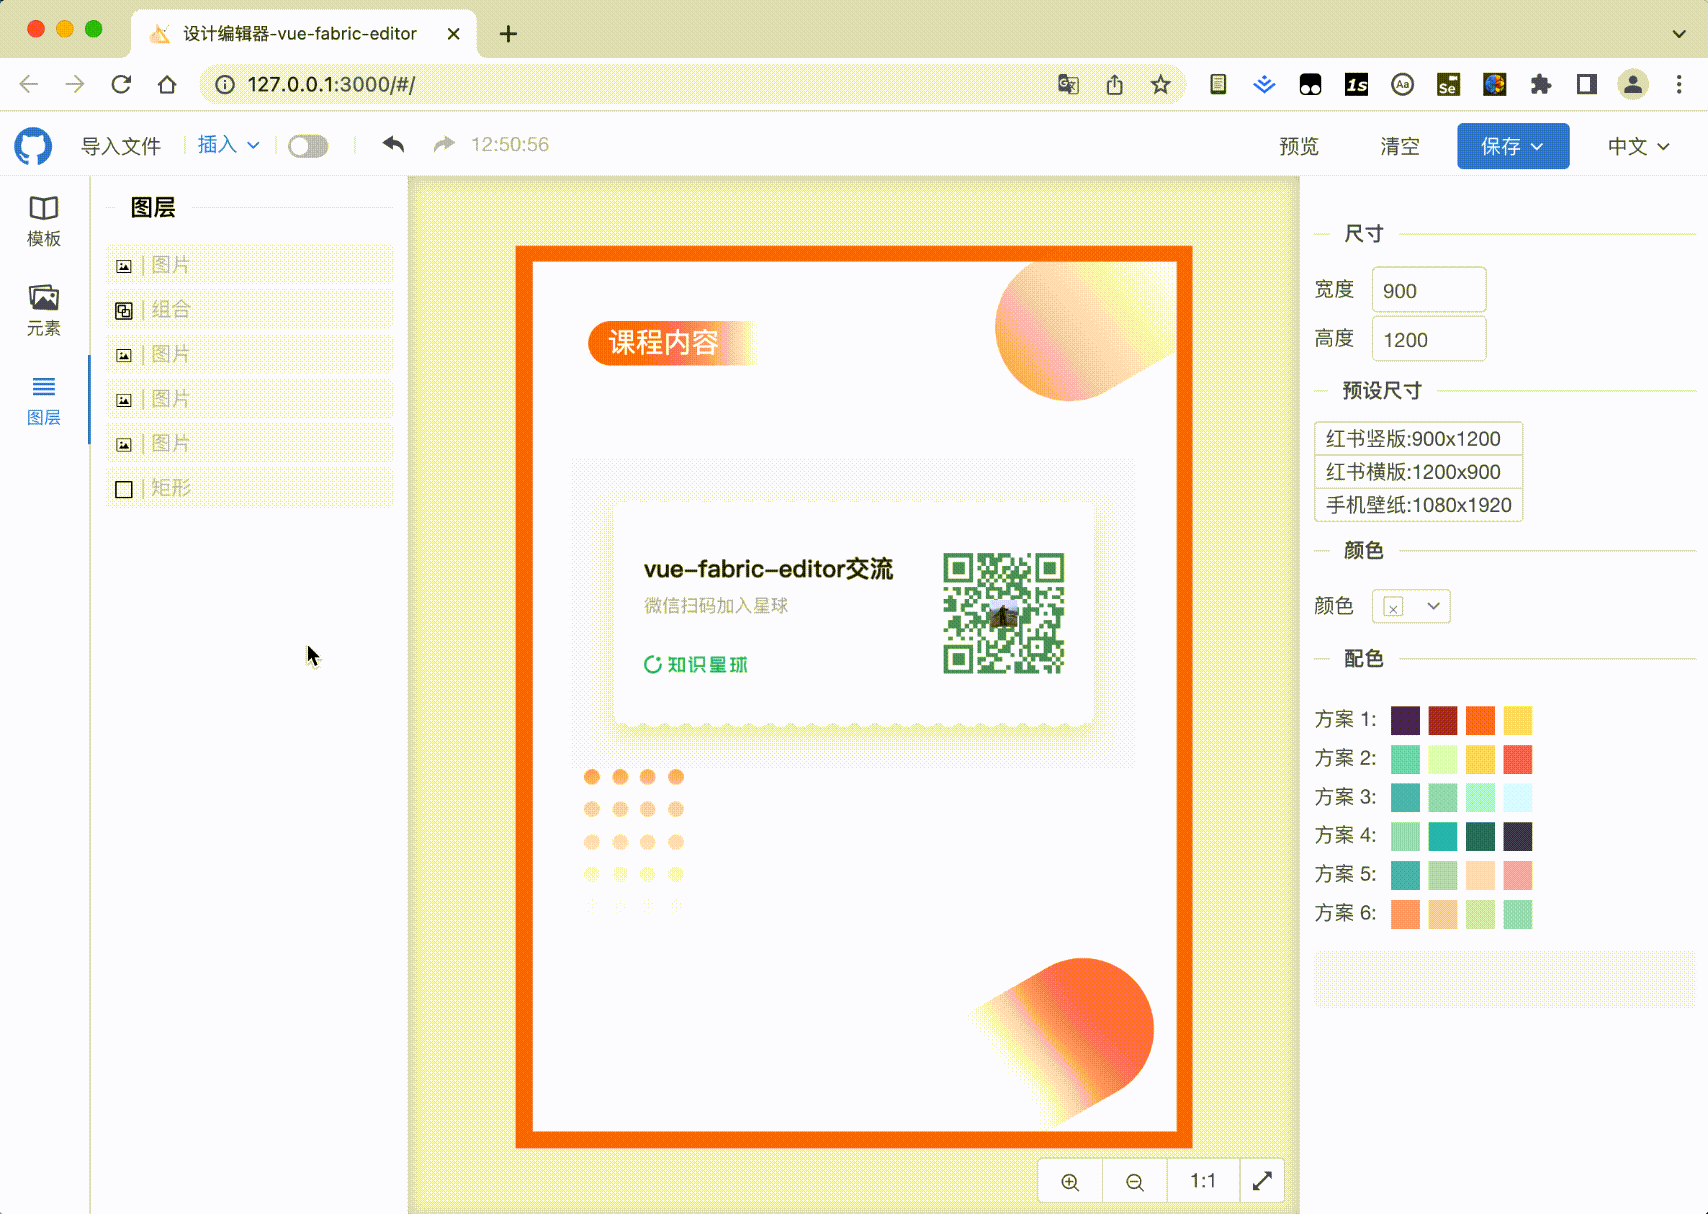 设计编辑器-vue-fabric-editor
127.0.0.1:3000/#/
导入文件
插入
12:50:56
预览
清空
保存
中文
模板
元素
图层
图层
图片
组合
图片
图片
图片
矩形
课程内容
vue-fabric-editor交流
微信扫码加入星球
知识星球
1:1
尺寸
宽度 900
高度 1200
预设尺寸
红书竖版:900x1200
红书横版:1200x900
手机壁纸:1080x1920
颜色
颜色
配色
方案 1:
方案 2:
方案 3:
方案 4:
方案 5:
方案 6: